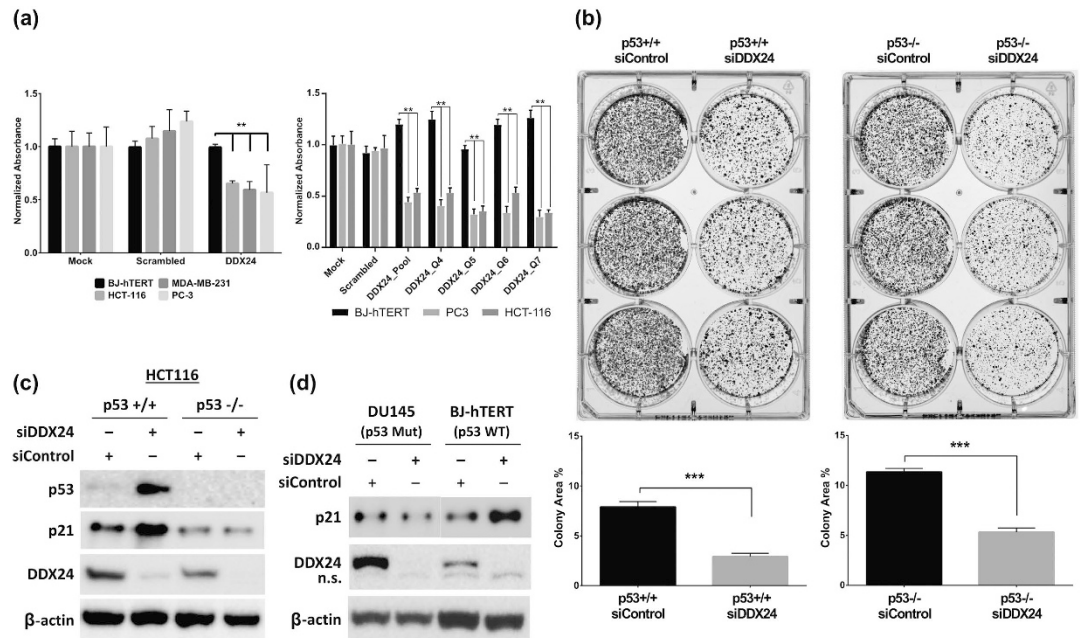 (a)
Normalized Absorbance
1.5
1.0
0.5
0.0
**
Mock
Scrambled
DDX24
BJ-hTERT
MDA-MB-231
HCT-116
PC-3
Normalized Absorbance
1.5
1.0
0.5
0.0
**
**
**
**
**
Mock
Scrambled
DDX24_Pool
DDX24_Q4
DDX24_Q5
DDX24_Q6
DDX24_Q7
BJ-hTERT
PC3
HCT-116
(b)
p53+/+
siControl
p53+/+
siDDX24
p53-/-
siControl
p53-/-
siDDX24
Colony Area %
15
10
5
0
***
p53+/+
siControl
p53+/+
siDDX24
Colony Area %
15
10
5
0
***
p53-/-
siControl
p53-/-
siDDX24
(c)
HCT116
p53 +/+
p53 -/-
siDDX24 – + – +
siControl + – + –
p53
p21
DDX24
β-actin
(d)
DU145
(p53 Mut)
BJ-hTERT
(p53 WT)
siDDX24 – + – +
siControl + – + –
p21
DDX24
n.s.
β-actin